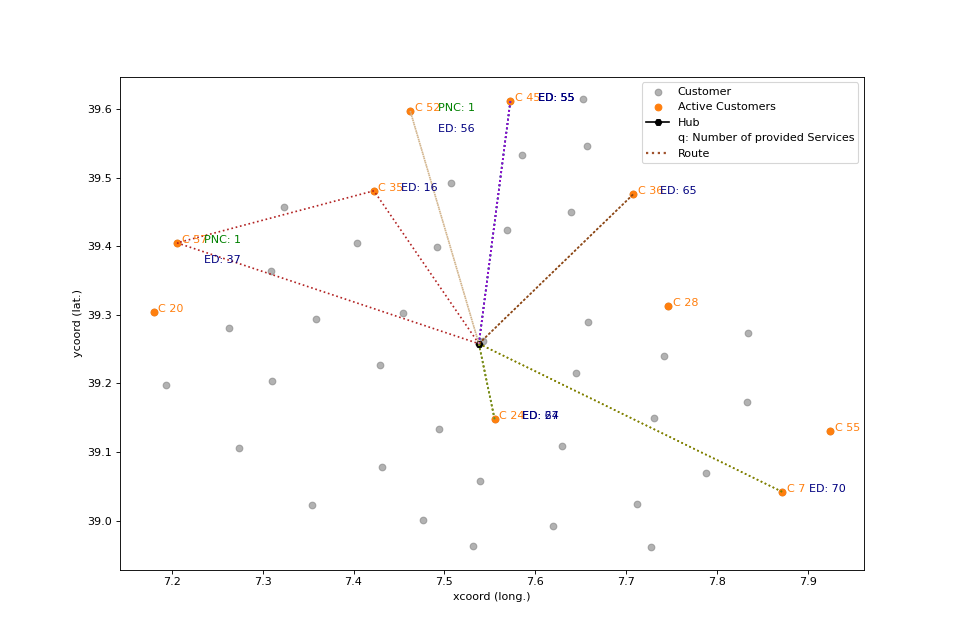 Customer
Active Customers
Hub
q: Number of provided Services
Route
C 45 ED: 55
C 52 PNC: 1
ED: 56
C 35 ED: 16
C 36 ED: 65
C 57 PNC: 1
ED: 37
C 20
C 28
C 24 ED:
C 55
C 7 ED: 70
39.6
39.5
39.4
39.3
39.2
39.1
39.0
ycoord (lat.)
7.2 7.3 7.4 7.5 7.6 7.7 7.8 7.9
xcoord (long.)